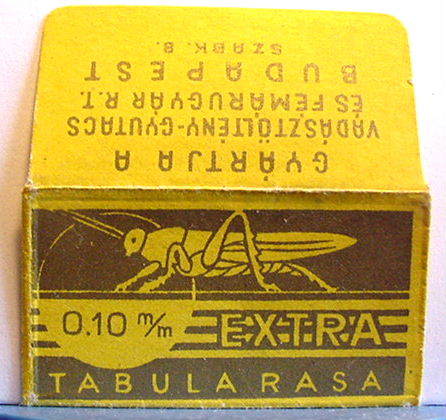 GYÁRTJA A
VADÁSZTÖLTÉNY-GYUTACS
ÉS FÉMÁRUGYÁR R.T.
BUDAPEST
SZABK. 8.
0.10 m/m EXTRA
TABULA RASA